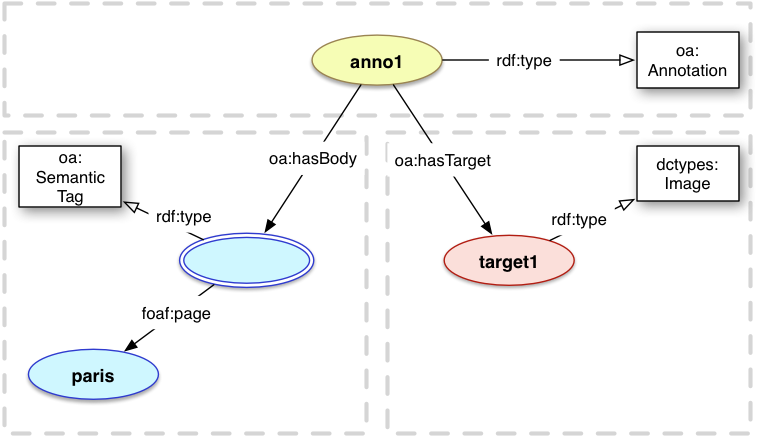 anno1
rdf:type
oa:
Annotation
oa:hasBody
oa:hasTarget
oa:
Semantic
Tag
rdf:type
dctypes:
Image
rdf:type
target1
foaf:page
paris